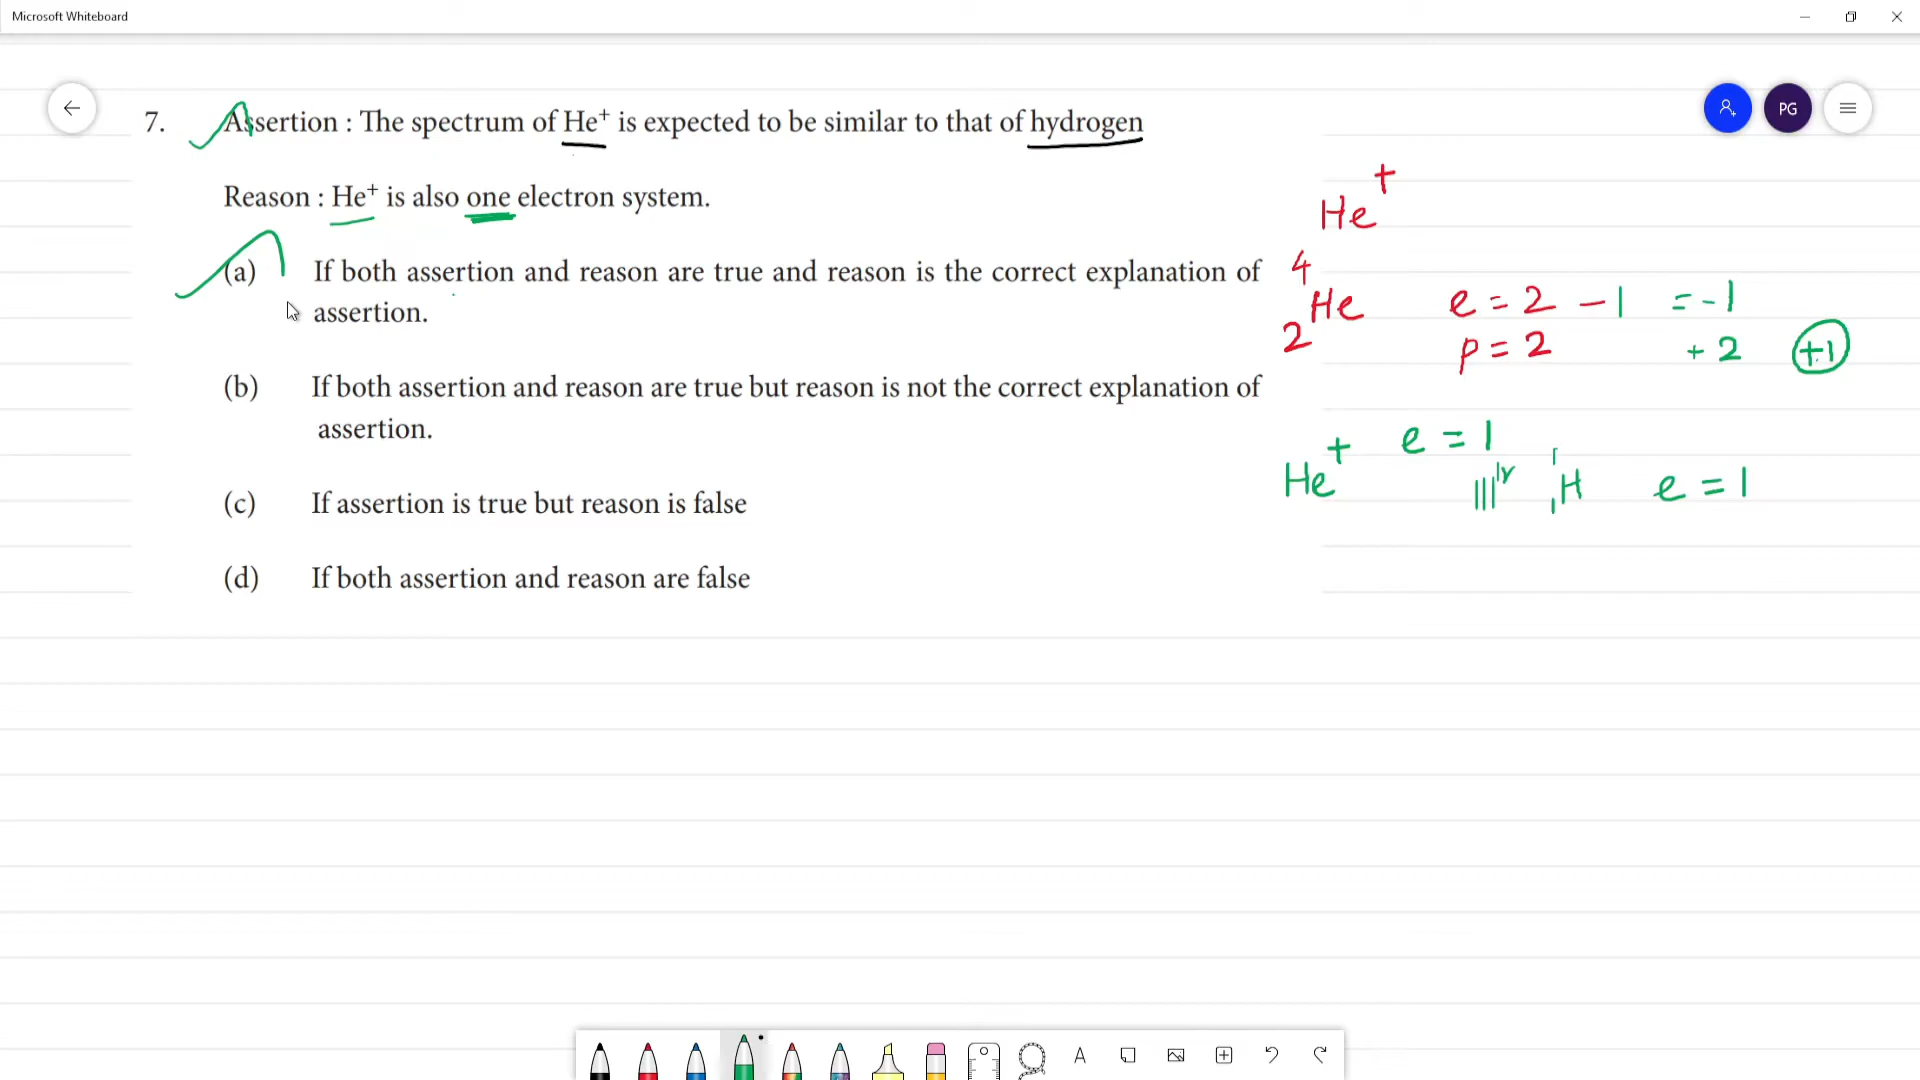 Microsoft Whiteboard
PG
7. Assertion : The spectrum of He⁺ is expected to be similar to that of hydrogen
Reason : He⁺ is also one electron system.
(a) If both assertion and reason are true and reason is the correct explanation of
assertion.
(b) If both assertion and reason are true but reason is not the correct explanation of
assertion.
(c) If assertion is true but reason is false
(d) If both assertion and reason are false
He⁺
⁴₂He e = 2 - 1 = -1
p = 2 + 2 +1
He⁺ e = 1
¹₁H e = 1
A